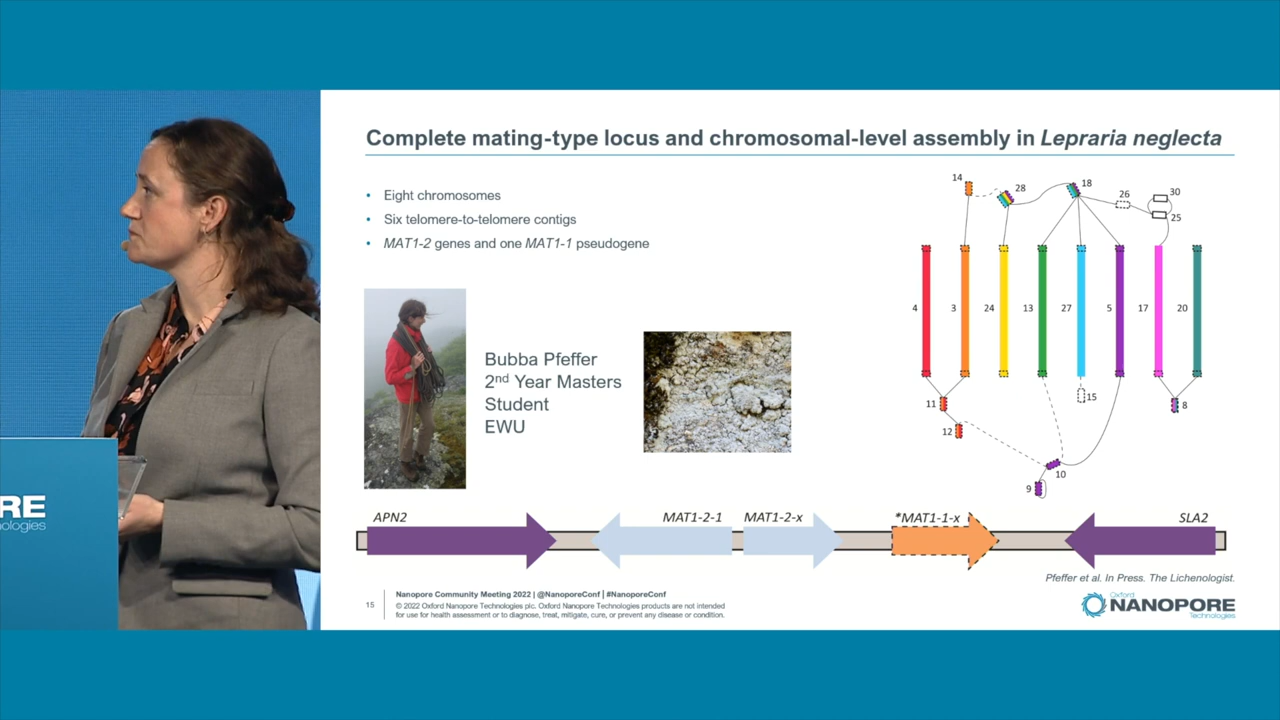 Complete mating-type locus and chromosomal-level assembly in Lepraria neglecta
• Eight chromosomes
• Six telomere-to-telomere contigs
• MAT1-2 genes and one MAT1-1 pseudogene
Bubba Pfeffer
2nd Year Masters
Student
EWU
14
28
18
26
30
25
4
3
24
13
27
5
17
20
11
12
15
8
10
9
APN2
MAT1-2-1
MAT1-2-x
*MAT1-1-x
SLA2
Pfeffer et al. In Press. The Lichenologist.
15
Nanopore Community Meeting 2022 | @NanoporeConf | #NanoporeConf
© 2022 Oxford Nanopore Technologies plc. Oxford Nanopore Technologies products are not intended
for use for health assessment or to diagnose, treat, mitigate, cure, or prevent any disease or condition.
Oxford
NANOPORE
Technologies
RE
nologies